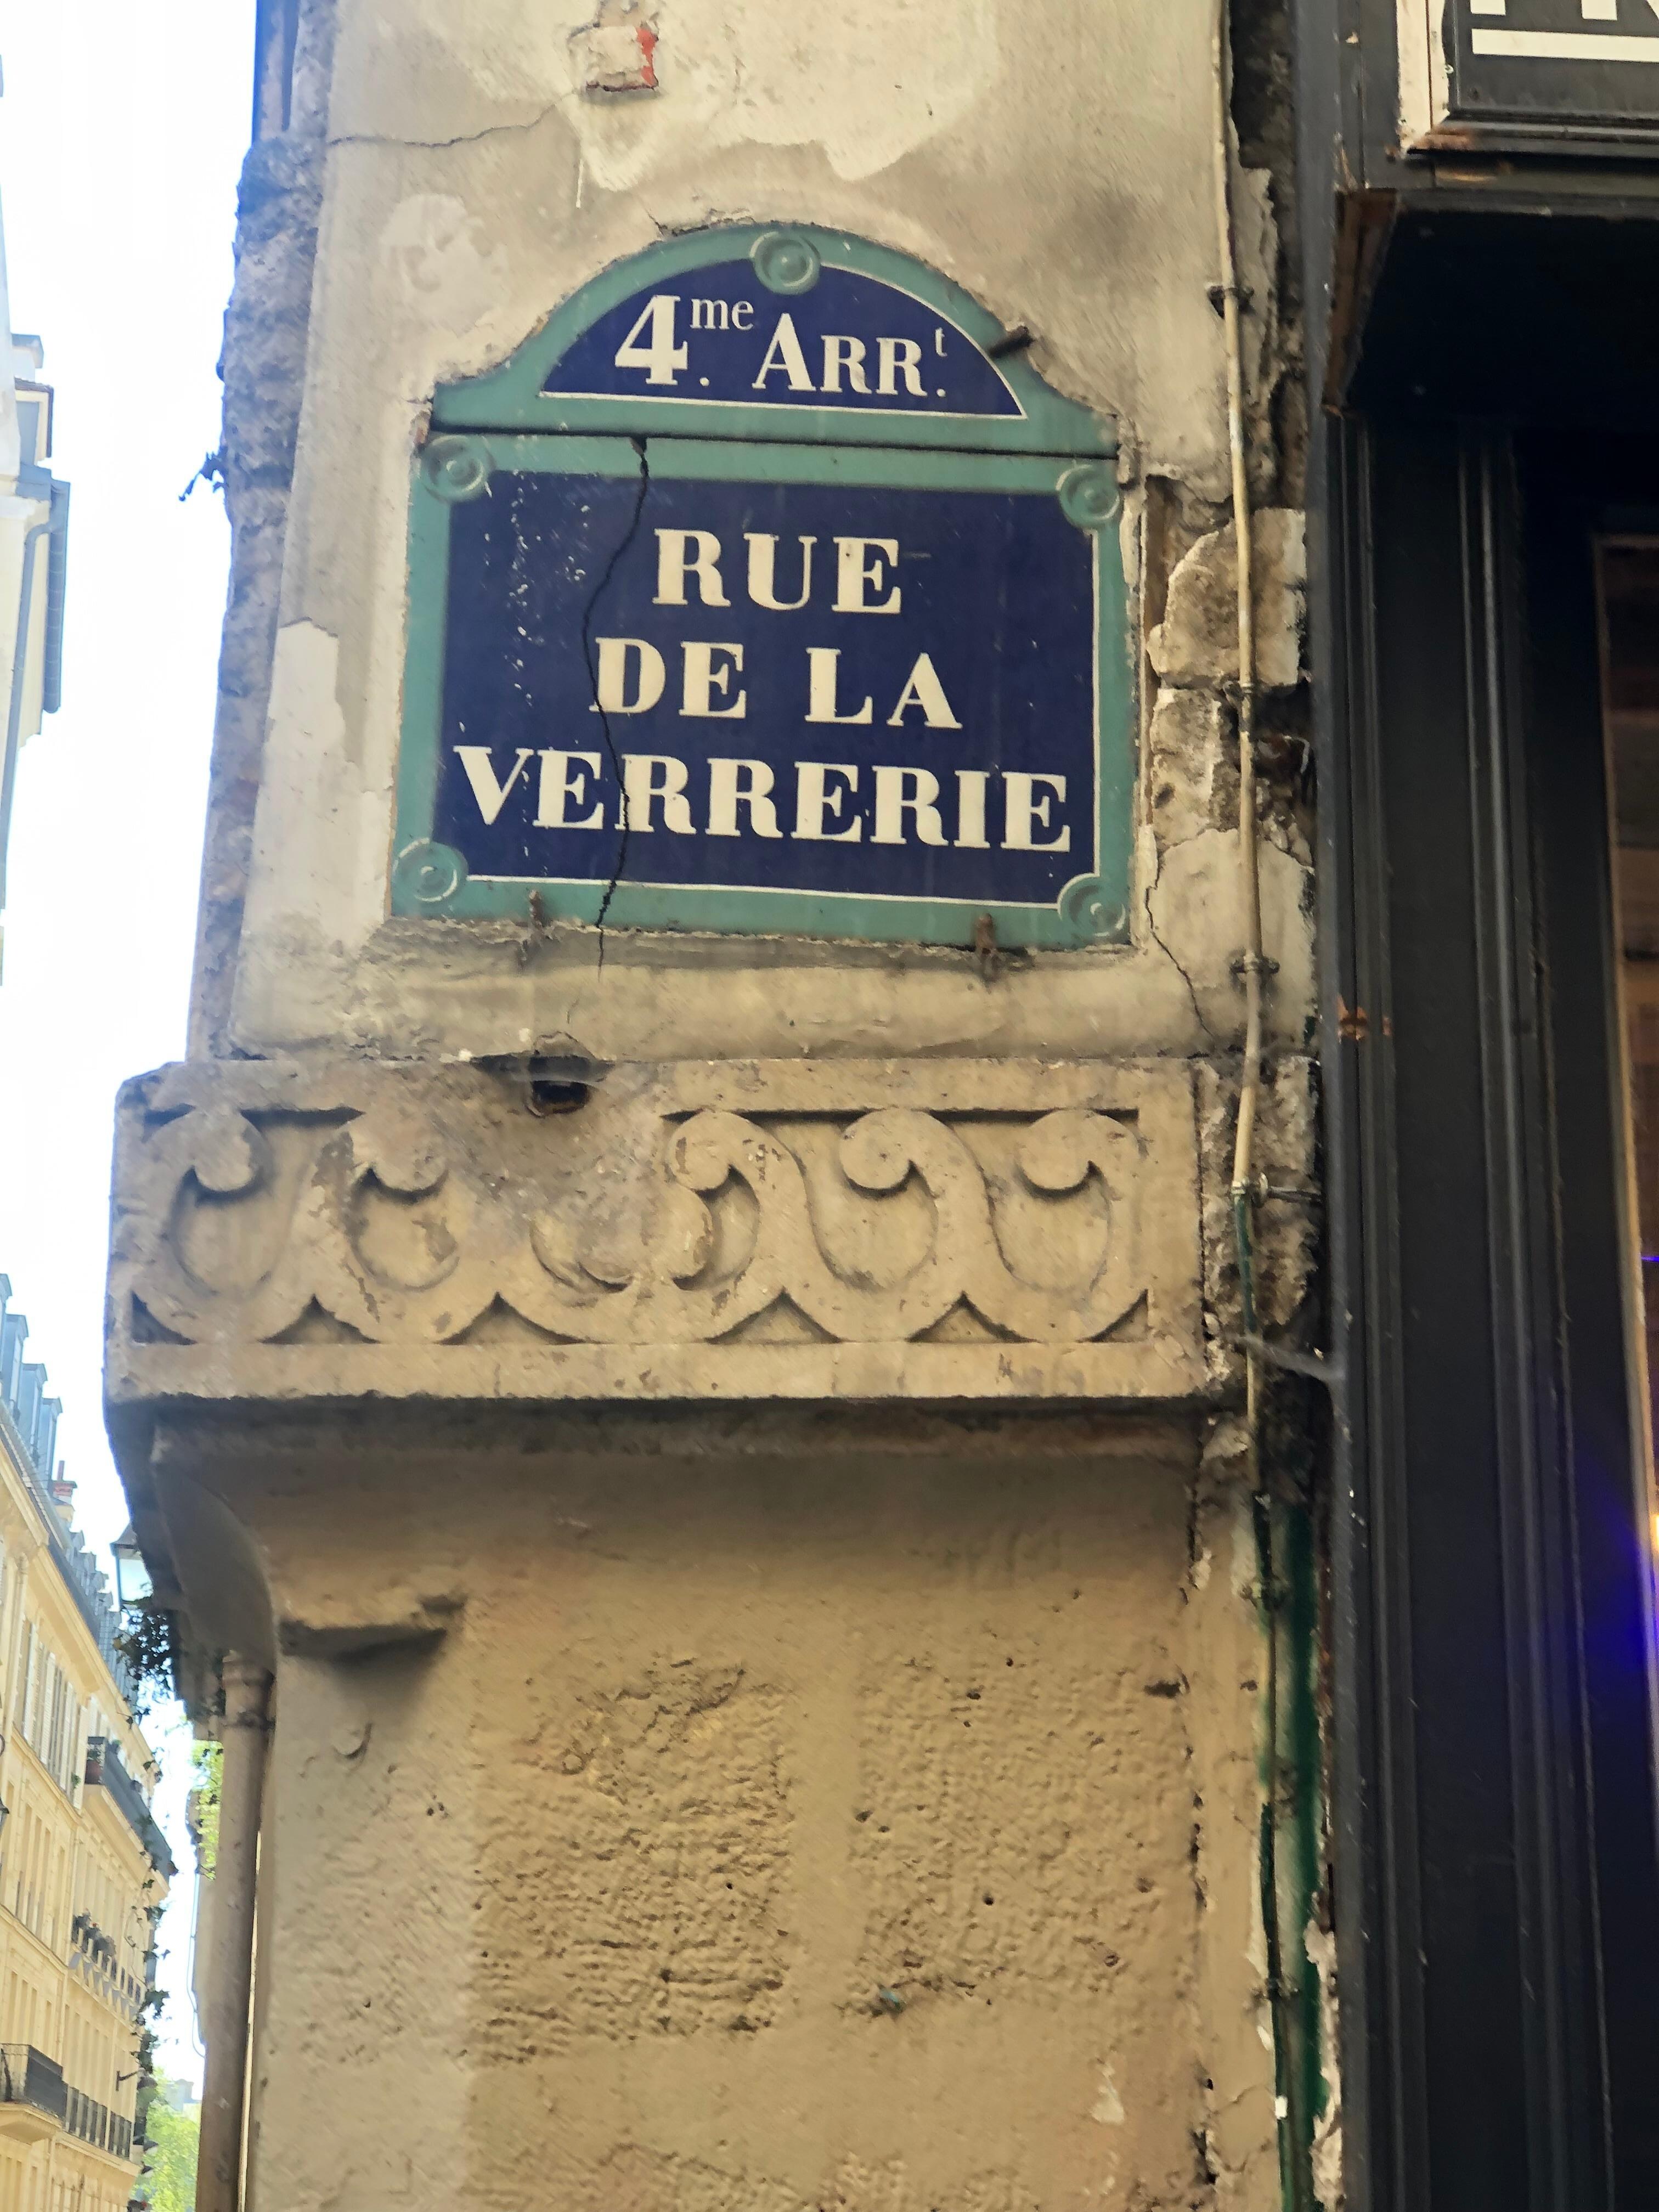 4me. ARRt.
RUE
DE LA
VERRERIE